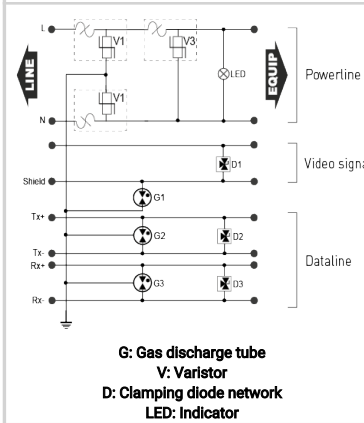 L
V1
V3
LED
LINE
EQUIP
Powerline
V1
N
D1
Video signa
Shield
G1
Tx+
G2
D2
Tx-
Rx+
Dataline
G3
D3
Rx-
G: Gas discharge tube
V: Varistor
D: Clamping diode network
LED: Indicator